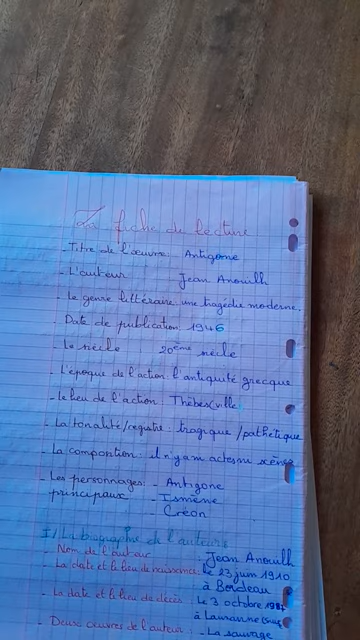 La fiche de lecture
- Titre de l'œuvre: Antigone
- L'auteur Jean Anouilh
- Le genre littéraire: une tragédie moderne.
- Date de publication: 1946
- Le siècle 20ème siècle
- L'époque de l'action: l'antiquité grecque
- Le lieu de l'action Thèbes (ville)
- La tonalité/registre: tragique / pathétique
- La composition: il n'y a ni actes ni scènes
- Les personnages - Antigone
principaux - Ismène
- Créon
I/ La biographie de l'auteur:
- Nom de l'auteur : Jean Anouilh
- La date et le lieu de naissance: Le 23 juin 1910
à Bordeau
- La date et le lieu de décès: Le 3 octobre 1987
à Lausanne (Suis
- Deux œuvres de l'auteur: - La sauvage